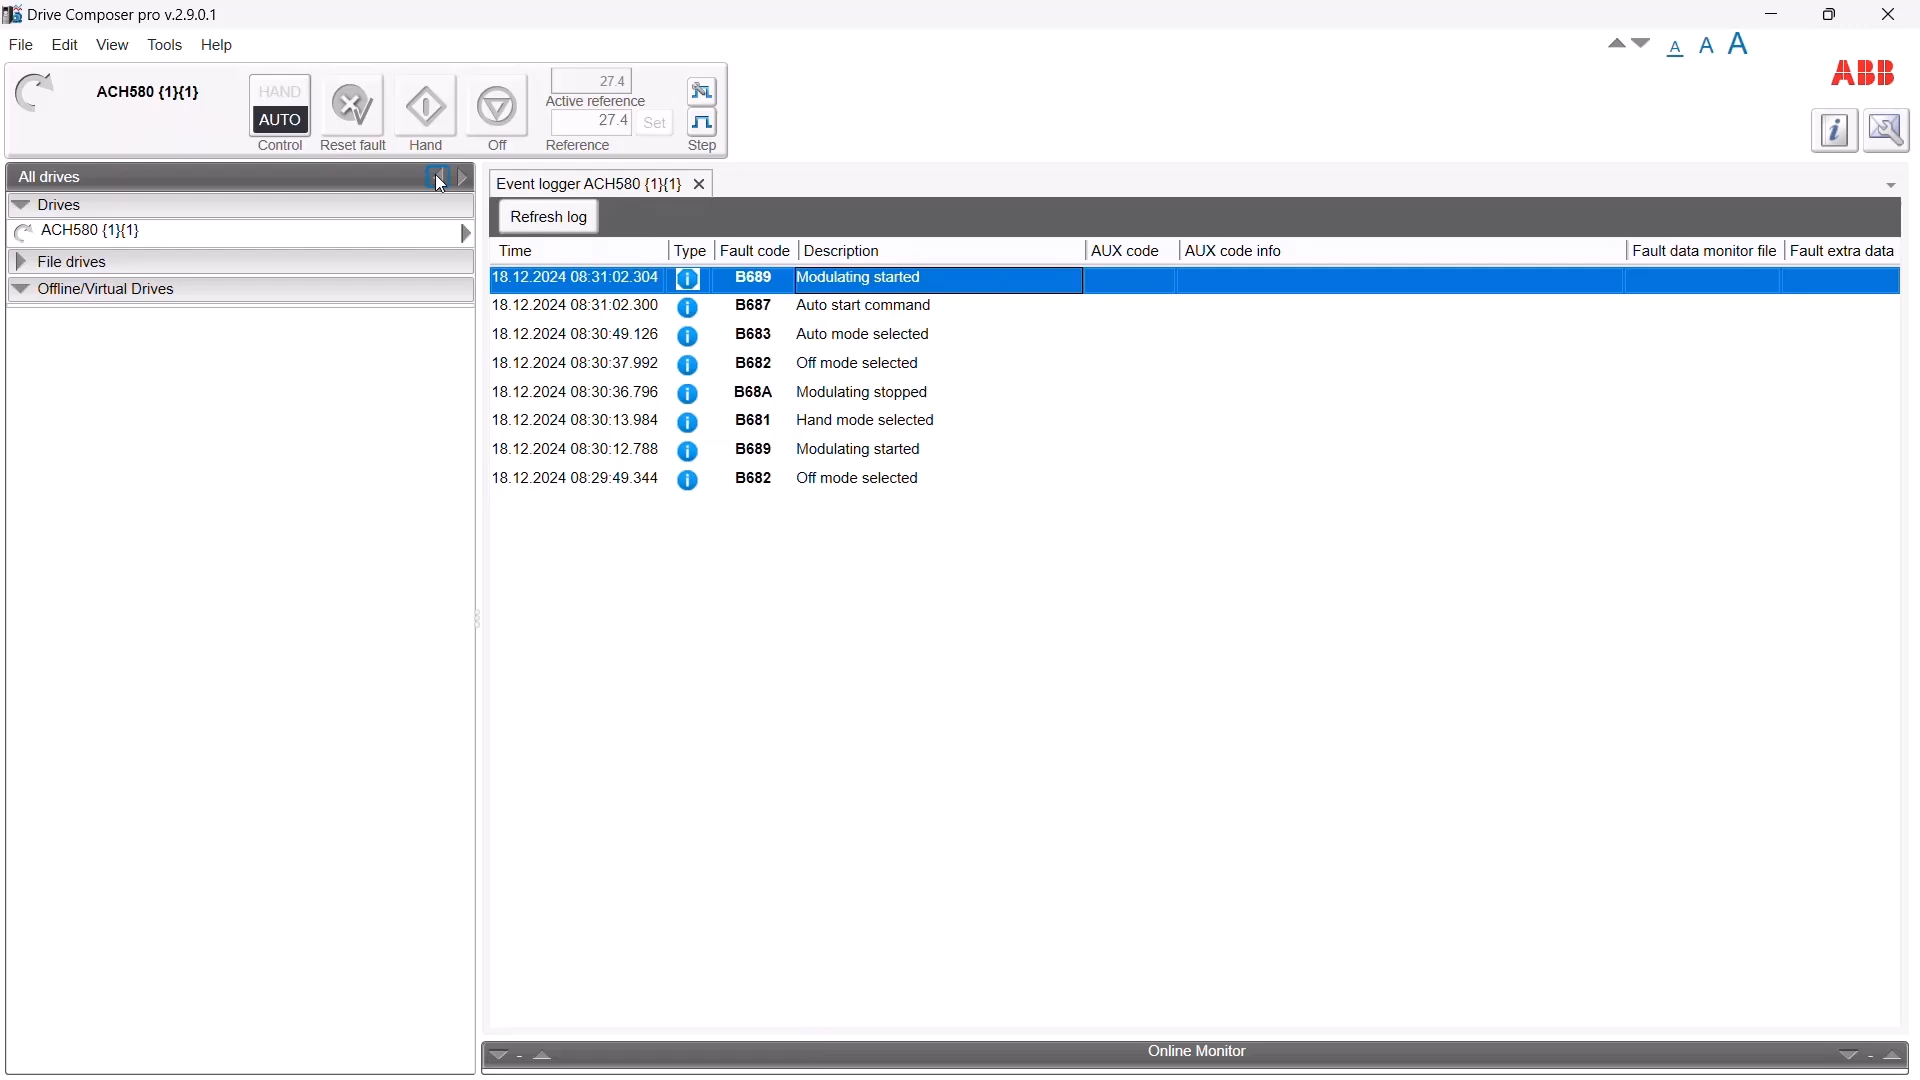 Drive Composer pro v.2.9.0.1
File Edit View Tools Help
A A A
ABB
ACH580 {1}{1}
HAND
AUTO
Control
Reset fault
Hand
Off
27.4
Active reference
27.4 Set
Reference
Step
All drives
Drives
ACH580 {1}{1}
File drives
Offline/Virtual Drives
Event logger ACH580 {1}{1}
Refresh log
Time Type Fault code Description AUX code AUX code info Fault data monitor file Fault extra data
18.12.2024 08:31:02.304 i B689 Modulating started
18.12.2024 08:31:02.300 i B687 Auto start command
18.12.2024 08:30:49.126 i B683 Auto mode selected
18.12.2024 08:30:37.992 i B682 Off mode selected
18.12.2024 08:30:36.796 i B68A Modulating stopped
18.12.2024 08:30:13.984 i B681 Hand mode selected
18.12.2024 08:30:12.788 i B689 Modulating started
18.12.2024 08:29:49.344 i B682 Off mode selected
- Online Monitor -